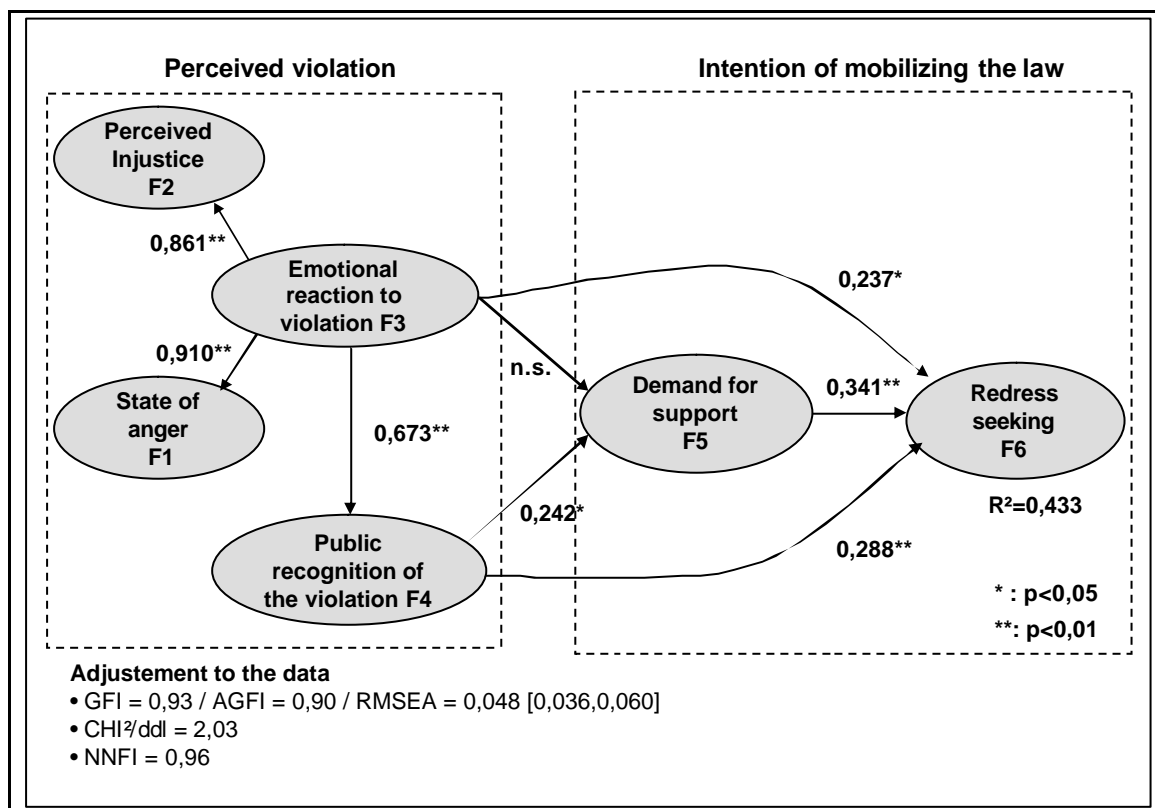 Perceived violation
Intention of mobilizing the law
Perceived
Injustice
F2
0,861**
Emotional
reaction to
violation F3
0,237*
0,910**
n.s.
State of
anger
F1
Demand for
support
F5
0,341**
Redress
seeking
F6
0,673**
R²=0,433
0,242*
Public
recognition of
the violation F4
0,288**
* : p<0,05
**: p<0,01
Adjustement to the data
• GFI = 0,93 / AGFI = 0,90 / RMSEA = 0,048 [0,036,0,060]
• CHI²/ddl = 2,03
• NNFI = 0,96